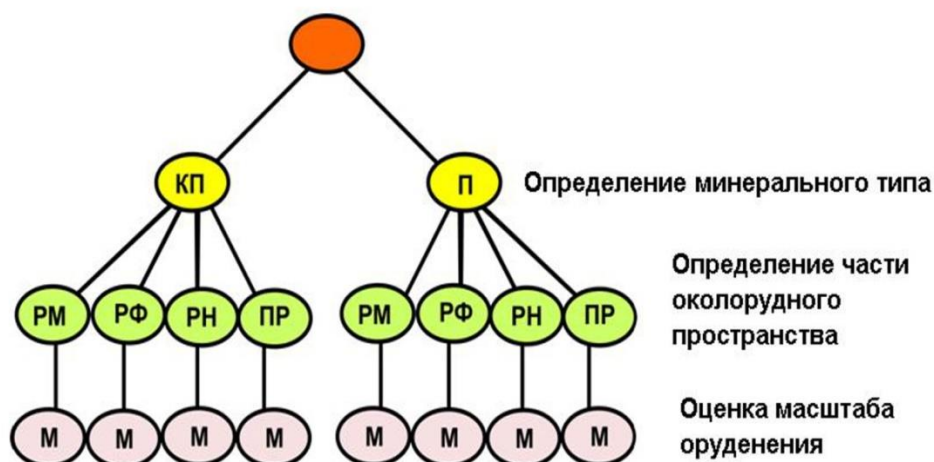 КП П Определение минерального типа
Определение части
околорудного
пространства
РМ РФ РН ПР РМ РФ РН ПР
Оценка масштаба
оруденения
М М М М М М М М